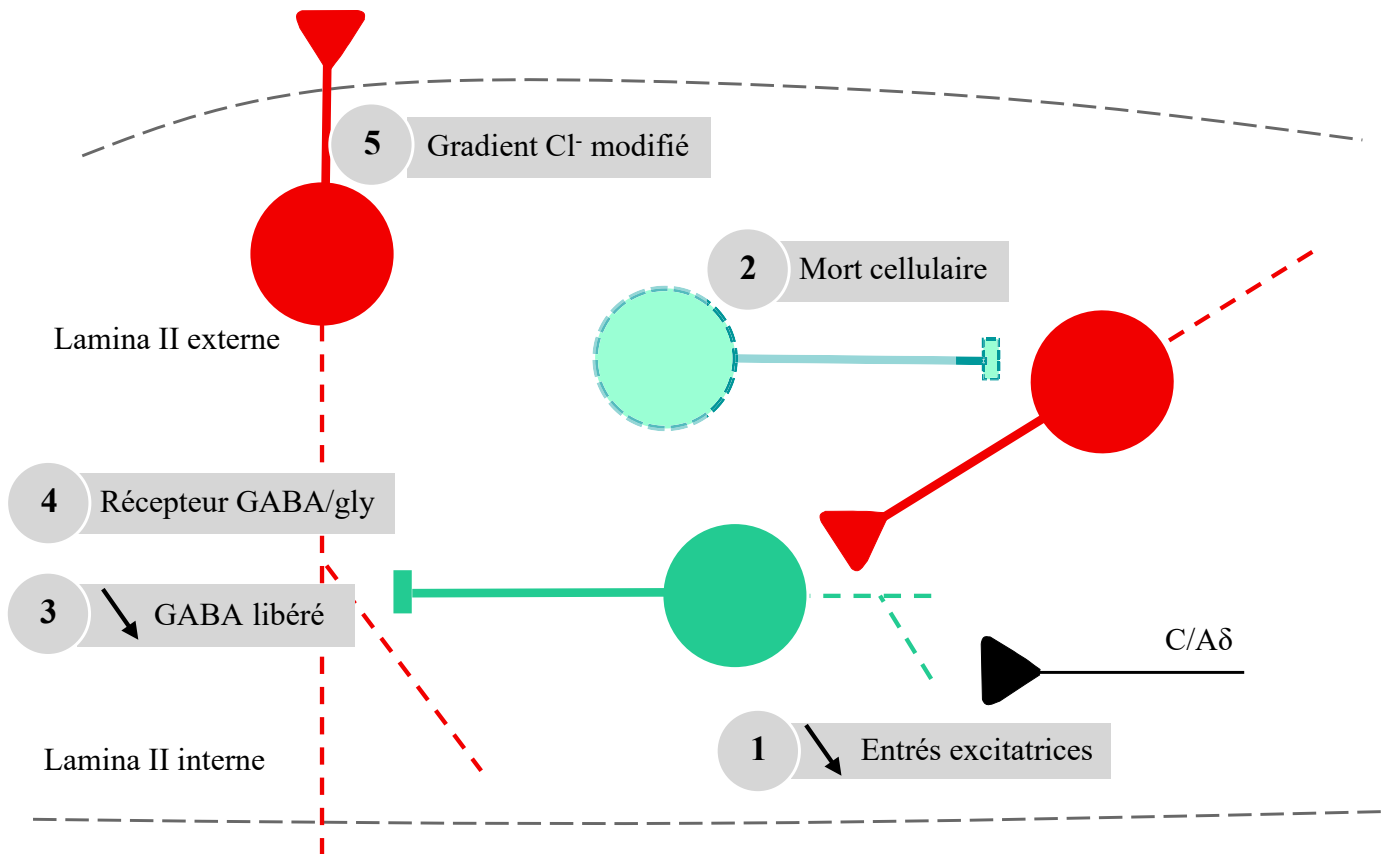 5 Gradient Cl⁻ modifié
2 Mort cellulaire
Lamina II externe
4 Récepteur GABA/gly
3 GABA libéré
C/Aδ
1 Entrés excitatrices
Lamina II interne